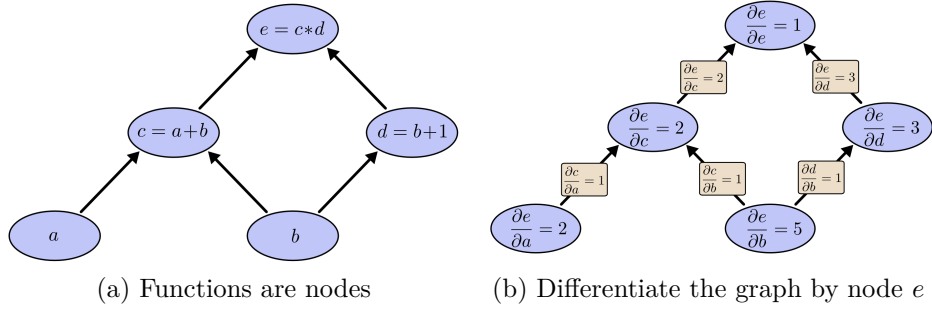 e = c*d
c = a+b
d = b+1
a
b
(a) Functions are nodes
∂e/∂e = 1
∂e/∂c = 2
∂e/∂d = 3
∂e/∂c = 2
∂e/∂d = 3
∂c/∂a = 1
∂c/∂b = 1
∂d/∂b = 1
∂e/∂a = 2
∂e/∂b = 5
(b) Differentiate the graph by node e